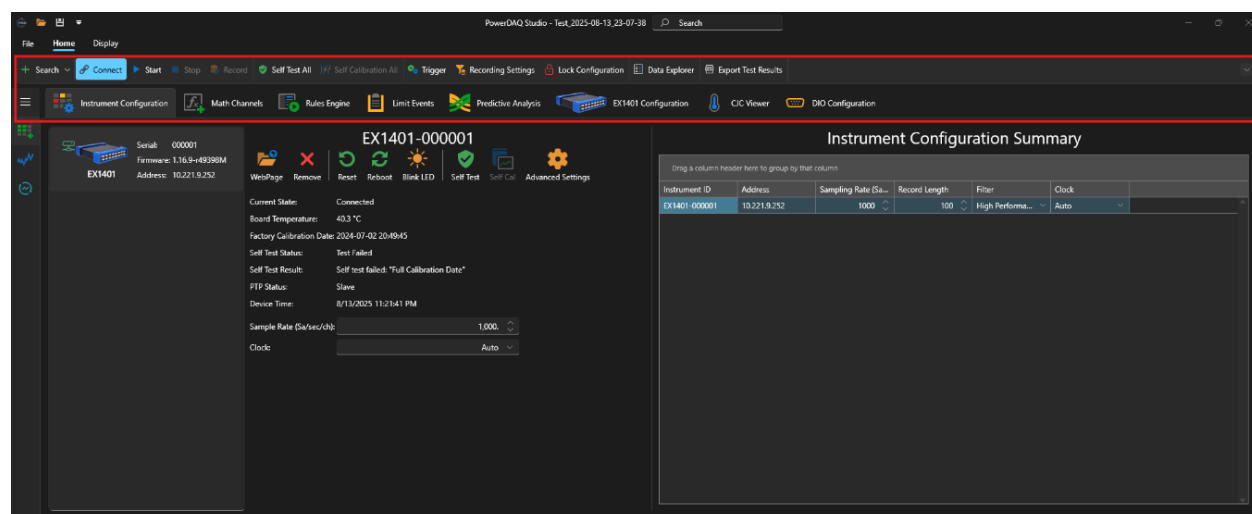 PowerDAQ Studio - Test_2025-08-13_23-07-38 Search
File Home Display
Search Connect Start Stop Record Self Test All Self Calibration All Trigger Recording Settings Lock Configuration Data Explorer Export Test Results
Instrument Configuration Math Channels Rules Engine Limit Events Predictive Analysis EX1401 Configuration CJC Viewer DIO Configuration
Serial: 000001
Firmware: 1.16.9-r49398M
EX1401 Address: 10.221.9.252
EX1401-000001
WebPage Remove Reset Reboot Blink LED Self Test Self Cal Advanced Settings
Current State: Connected
Board Temperature: 40.3 °C
Factory Calibration Date: 2024-07-02 20:49:45
Self Test Status: Test Failed
Self Test Result: Self test failed: "Full Calibration Date"
PTP Status: Slave
Device Time: 8/13/2025 11:21:41 PM
Sample Rate (Sa/sec/ch): 1,000.
Clock: Auto
Instrument Configuration Summary
Drag a column header here to group by that column
Instrument ID Address Sampling Rate (Sa... Record Length Filter Clock
EX1401-000001 10.221.9.252 1000 100 High Performa... Auto